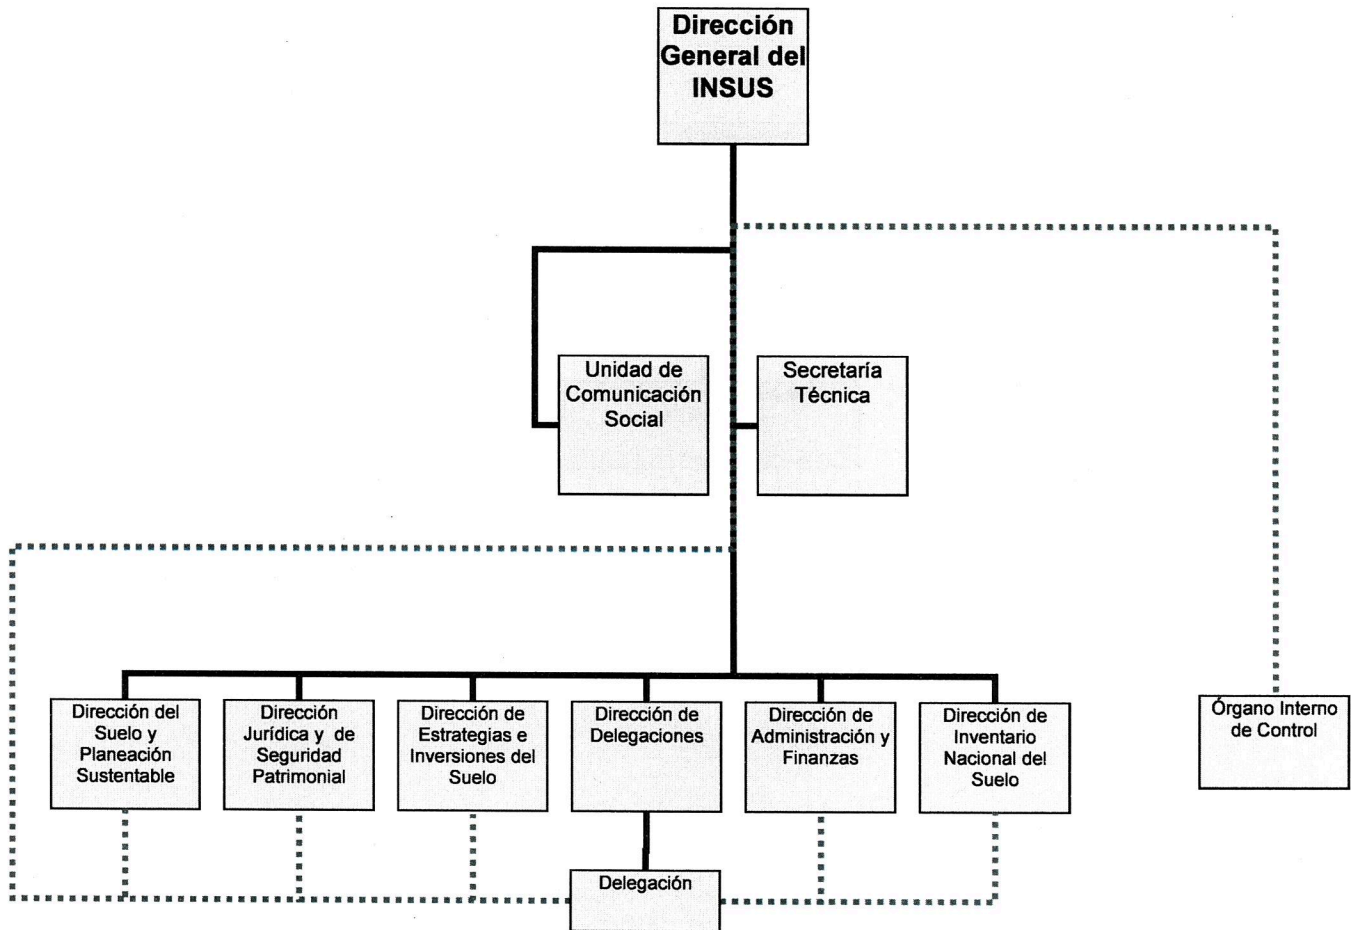 Dirección
General del
INSUS
Unidad de
Comunicación
Social
Secretaría
Técnica
Dirección del
Suelo y
Planeación
Sustentable
Dirección
Jurídica y de
Seguridad
Patrimonial
Dirección de
Estrategias e
Inversiones del
Suelo
Dirección de
Delegaciones
Dirección de
Administración y
Finanzas
Dirección de
Inventario
Nacional del
Suelo
Órgano Interno
de Control
Delegación